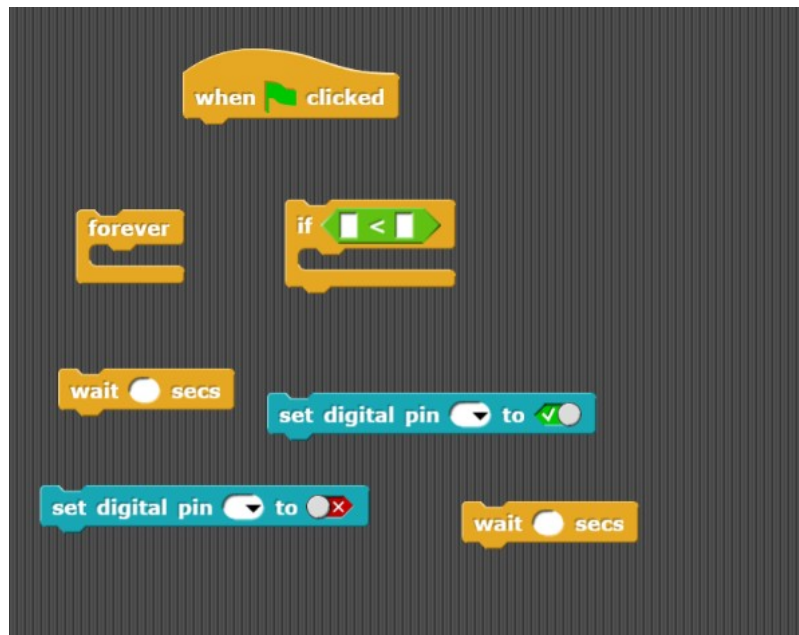 when clicked
forever
if <
wait secs
set digital pin to
set digital pin to
wait secs